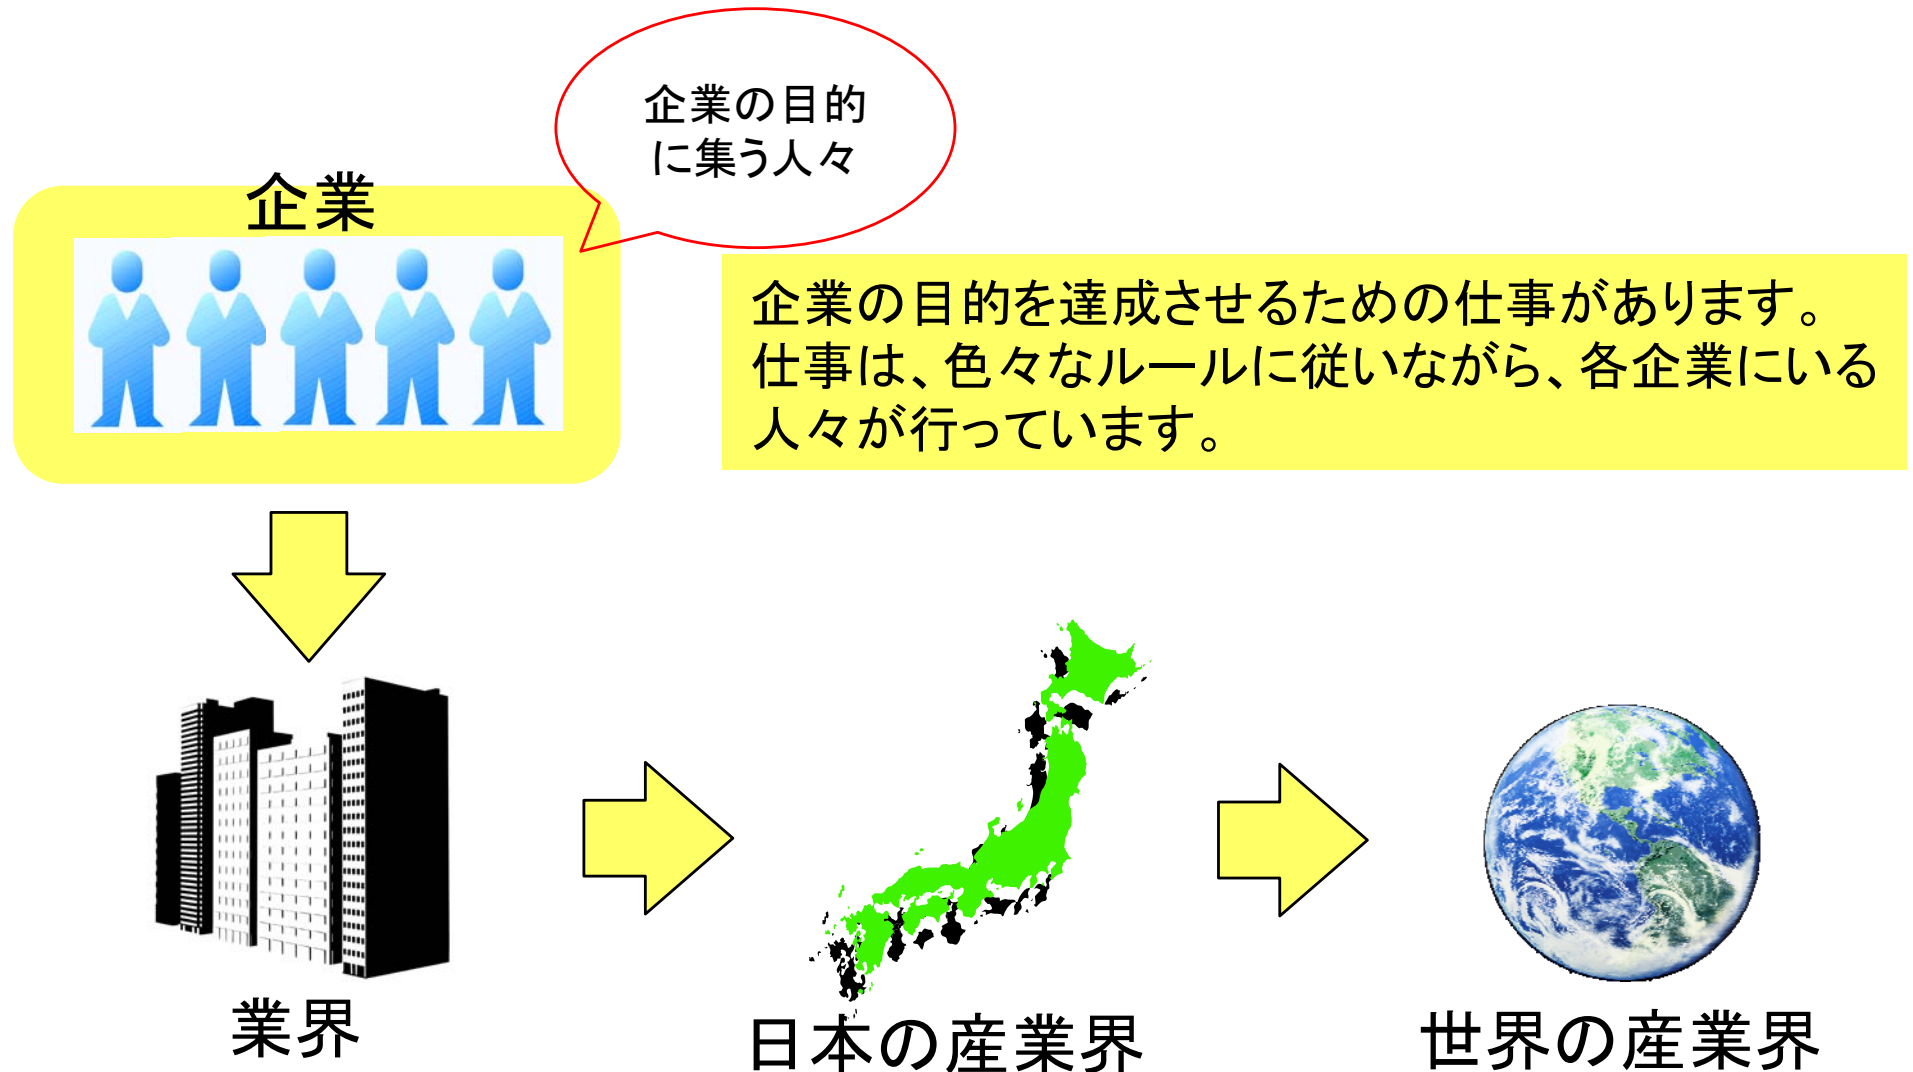 企業の目的
に集う人々
企業
企業の目的を達成させるための仕事があります。
仕事は、色々なルールに従いながら、各企業にいる
人々が行っています。
業界
日本の産業界
世界の産業界